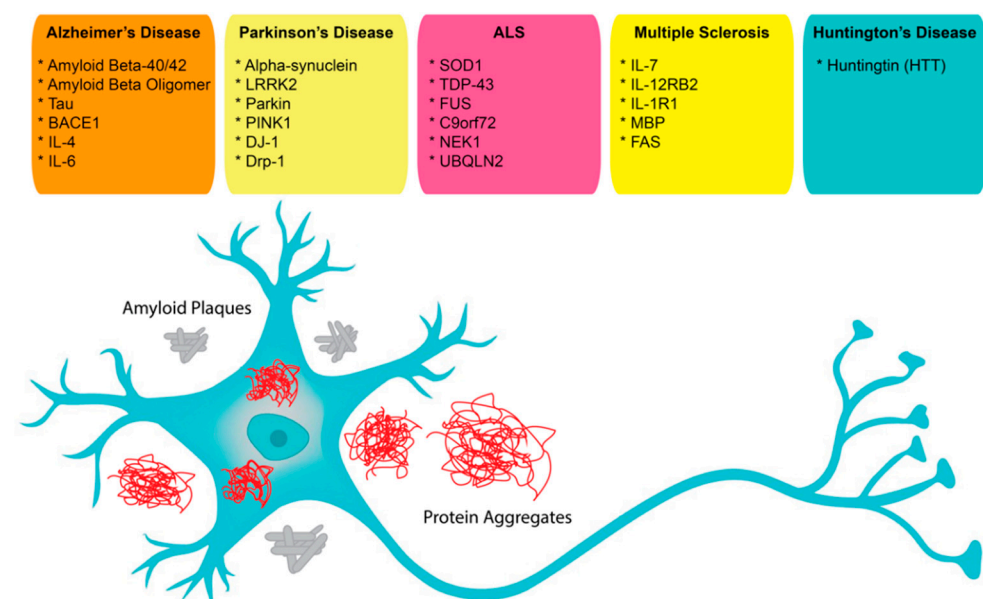 Alzheimer's Disease
* Amyloid Beta-40/42
* Amyloid Beta Oligomer
* Tau
* BACE1
* IL-4
* IL-6
Parkinson's Disease
* Alpha-synuclein
* LRRK2
* Parkin
* PINK1
* DJ-1
* Drp-1
ALS
* SOD1
* TDP-43
* FUS
* C9orf72
* NEK1
* UBQLN2
Multiple Sclerosis
* IL-7
* IL-12RB2
* IL-1R1
* MBP
* FAS
Huntington's Disease
* Huntingtin (HTT)
Amyloid Plaques
Protein Aggregates